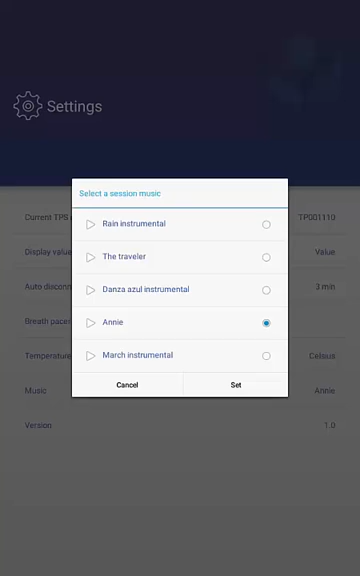 Settings
Select a session music
Rain instrumental
The traveler
Danza azul instrumental
Annie
March instrumental
Cancel
Set
Current TPS
TP001110
Display value
Value
Auto disconn
3 min
Breath pace
Temperature
Celsius
Music
Annie
Version
1.0